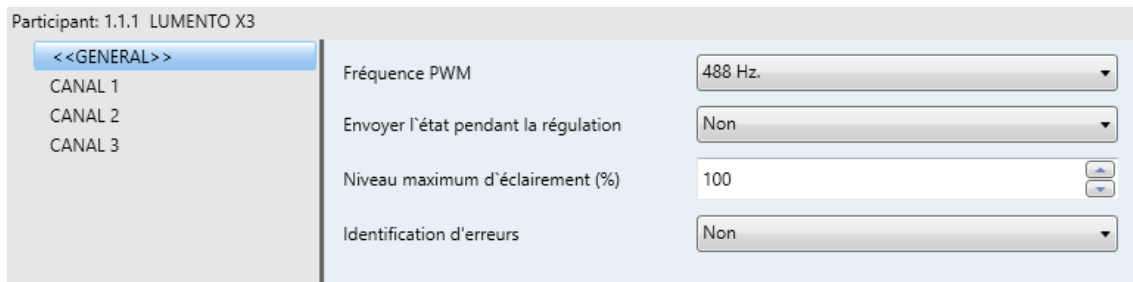 Participant: 1.1.1 LUMENTO X3
<<GENERAL>>
CANAL 1
CANAL 2
CANAL 3
Fréquence PWM
488 Hz.
Envoyer l`état pendant la régulation
Non
Niveau maximum d`éclairement (%)
100
Identification d'erreurs
Non